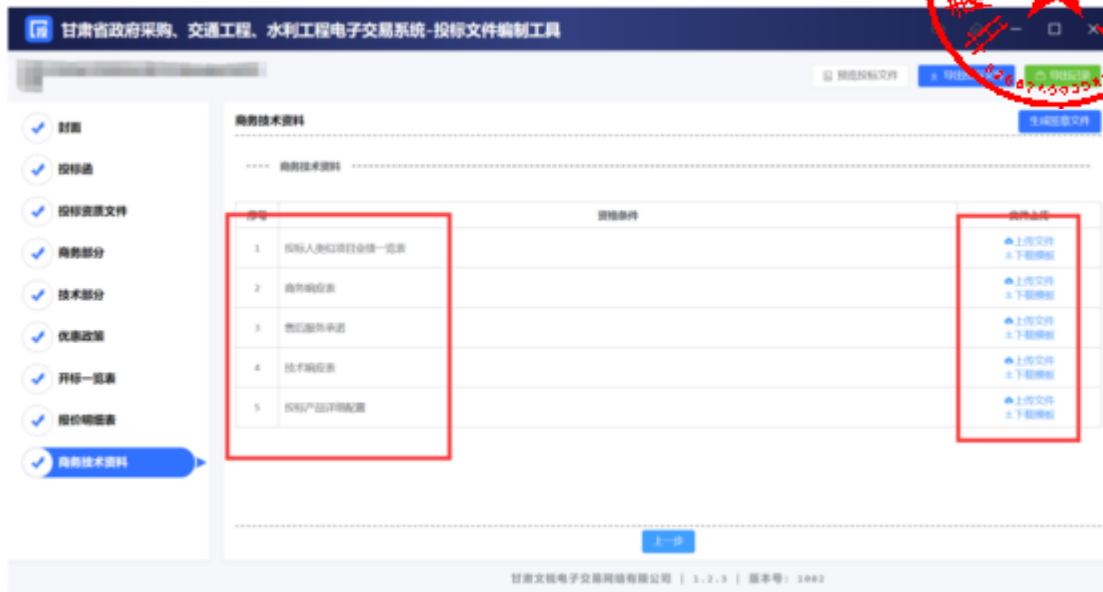 甘肃省政府采购、交通工程、水利工程电子交易系统-投标文件编制工具
预览投标文件
导出记录
商务技术资料
生成签章文件
封面
商务技术资料
投标函
投标资质文件
序号 资格条件 文件上传
商务部分
1 投标人类似项目业绩一览表 上传文件
下载模板
技术部分
2 商务响应表 上传文件
下载模板
优惠政策
3 售后服务承诺 上传文件
下载模板
开标一览表
4 技术响应表 上传文件
下载模板
报价明细表
5 投标产品详细配置 上传文件
下载模板
商务技术资料
上一步
甘肃文锐电子交易网络有限公司 | 1.2.3 | 版本号: 1002